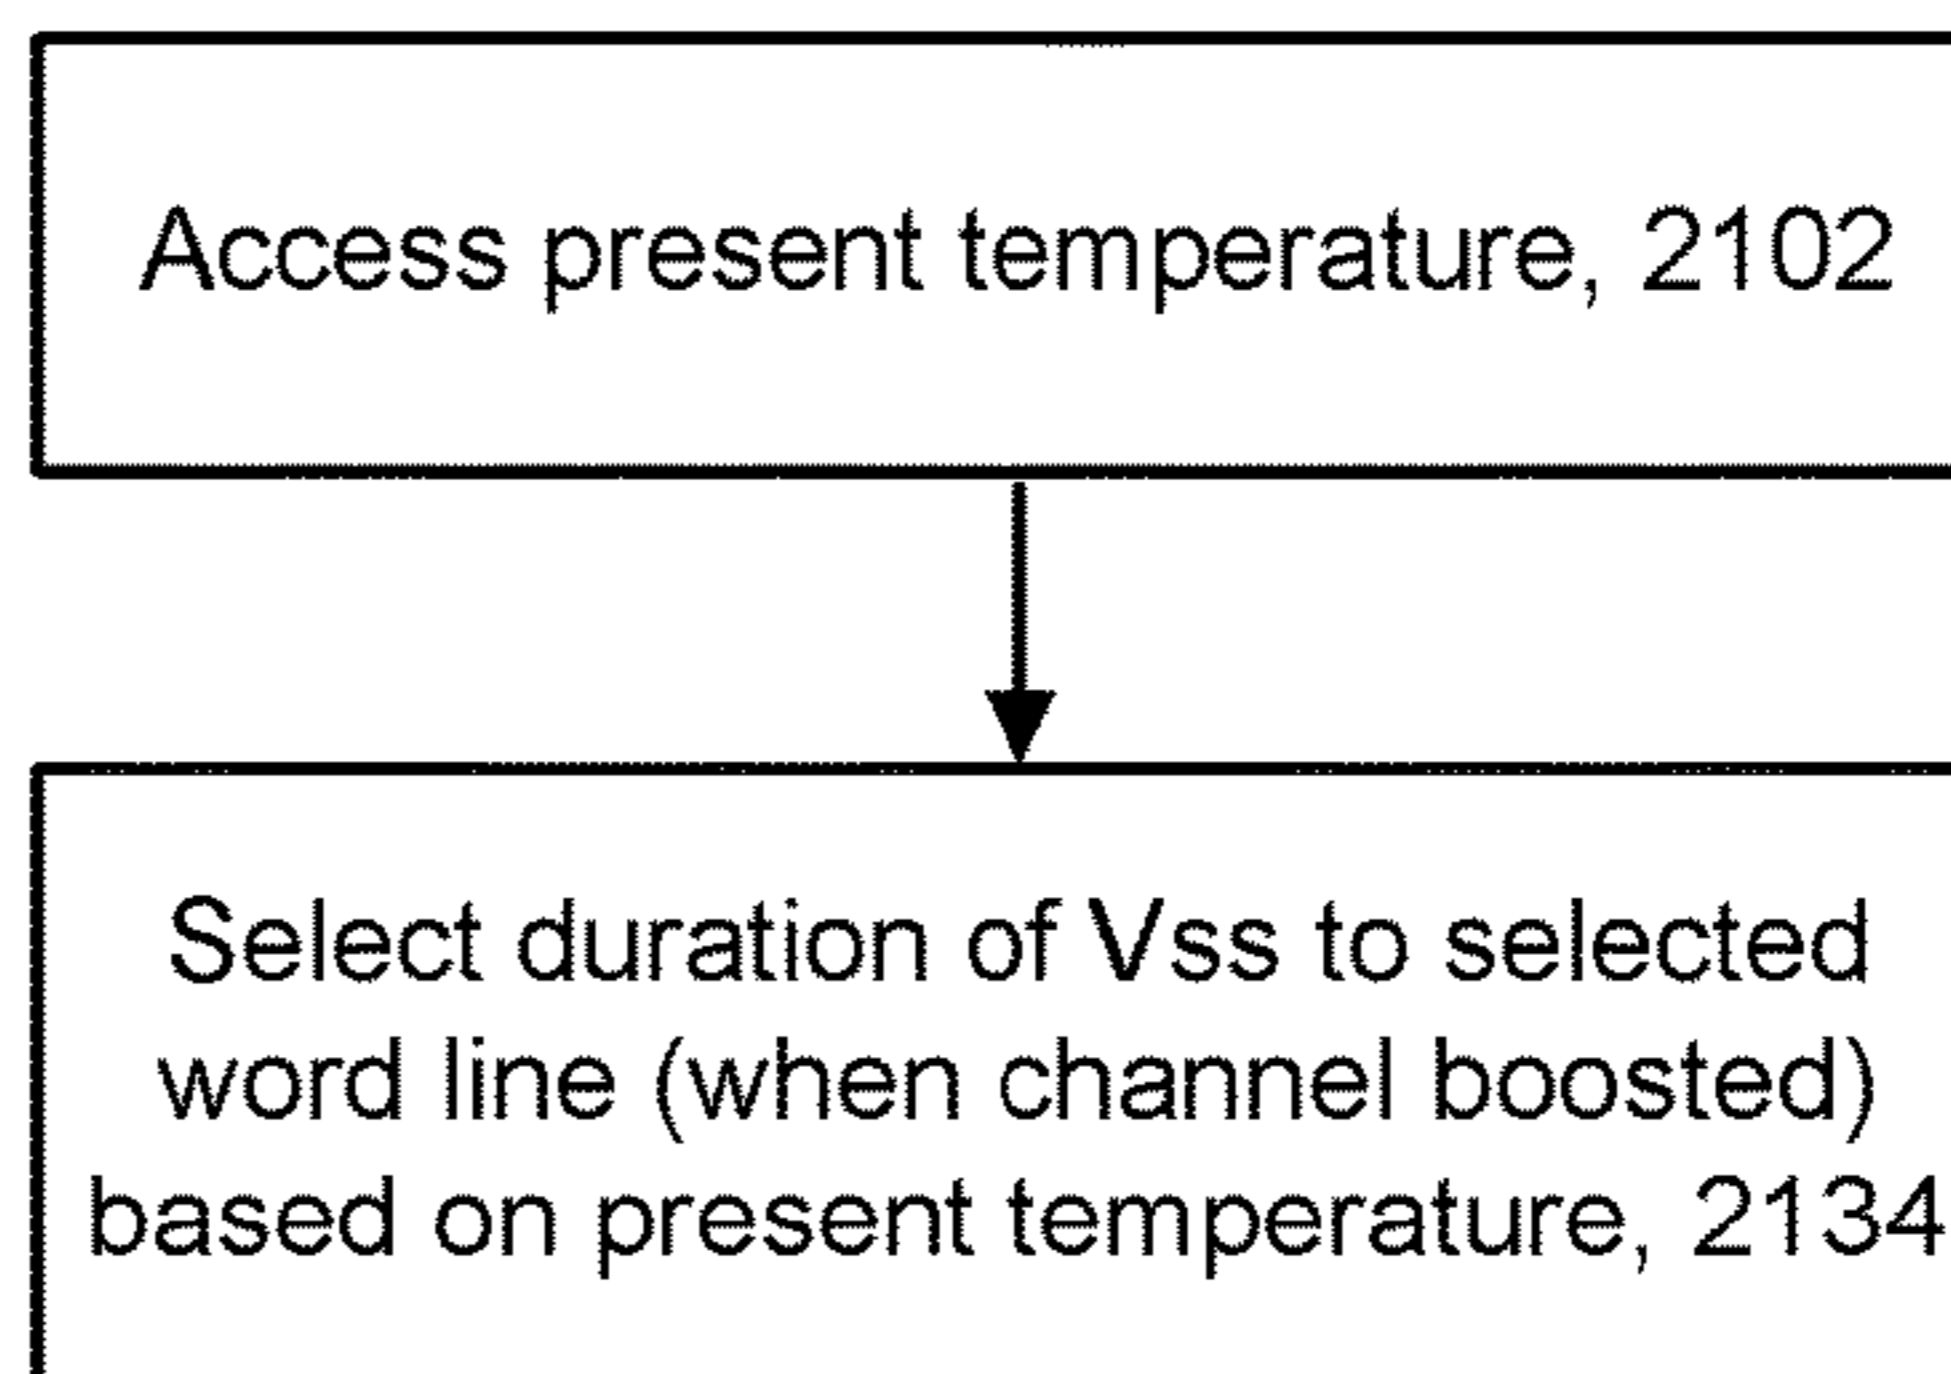 Access present temperature, 2102
Select duration of Vss to selected
word line (when channel boosted)
based on present temperature, 2134